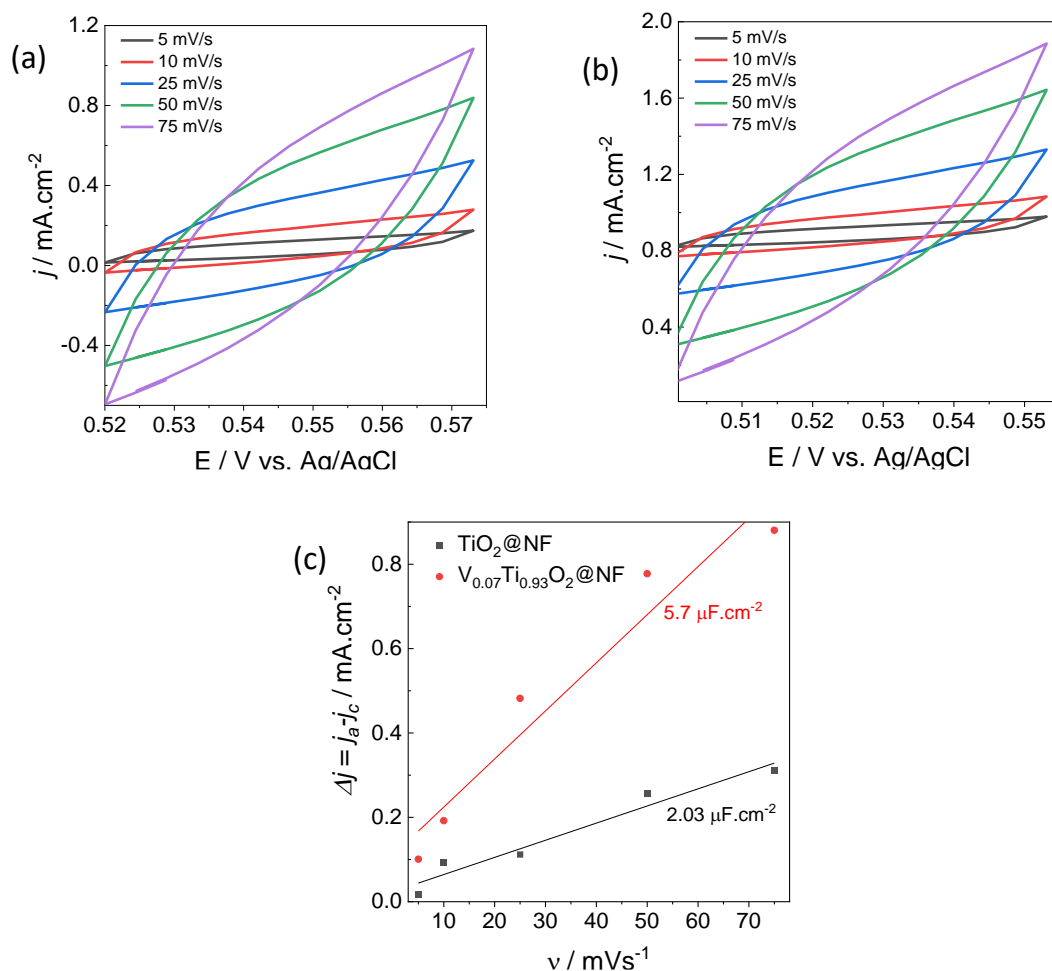 (a)
5 mV/s
10 mV/s
25 mV/s
50 mV/s
75 mV/s
1.2
0.8
0.4
0.0
-0.4
j / mA.cm-2
0.52 0.53 0.54 0.55 0.56 0.57
E / V vs. Ag/AgCl
(b)
5 mV/s
10 mV/s
25 mV/s
50 mV/s
75 mV/s
2.0
1.6
1.2
0.8
0.4
j / mA.cm-2
0.51 0.52 0.53 0.54 0.55
E / V vs. Ag/AgCl
(c)
TiO2@NF
V0.07Ti0.93O2@NF
5.7 μF.cm-2
2.03 μF.cm-2
0.8
0.6
0.4
0.2
0.0
Δj = ja-jc / mA.cm-2
10 20 30 40 50 60 70
ν / mVs-1